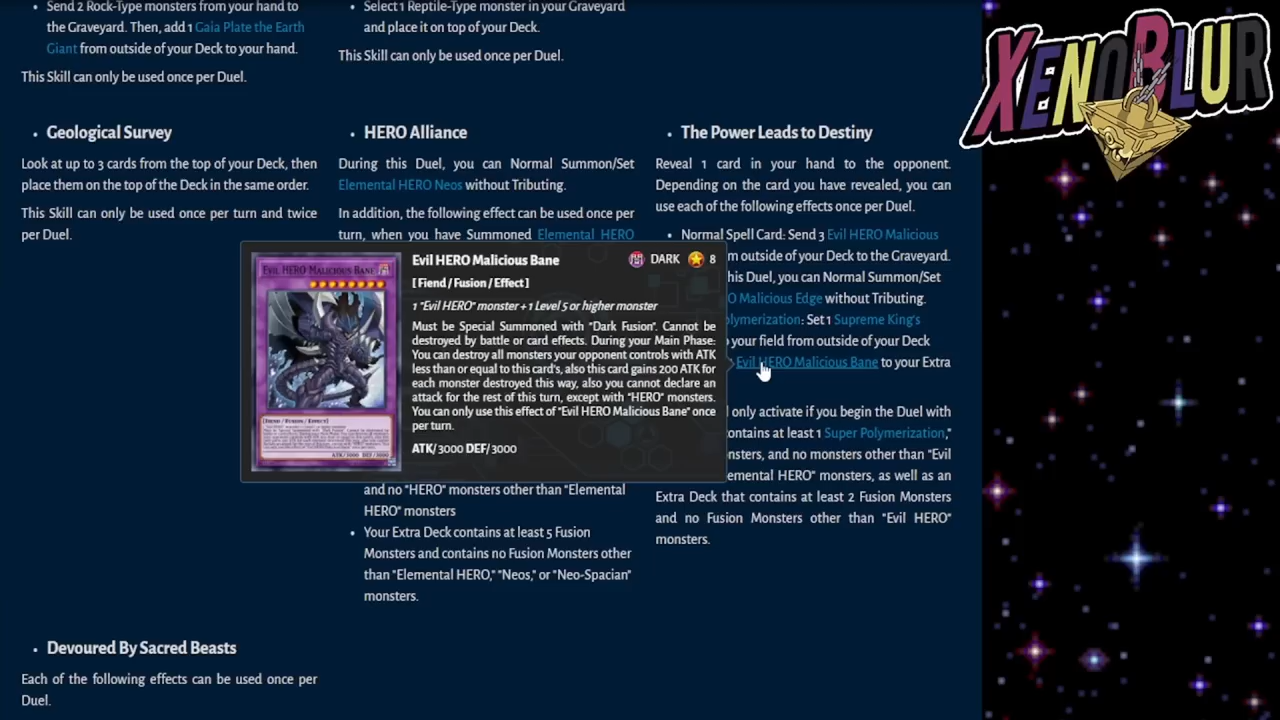 Send 2 Rock-Type monsters from your hand to
the Graveyard. Then, add 1 Gaia Plate the Earth
Giant from outside of your Deck to your hand.
This Skill can only be used once per Duel.
Select 1 Reptile-Type monster in your Graveyard
and place it on top of your Deck.
This Skill can only be used once per Duel.
XENOBLUR
Geological Survey
Look at up to 3 cards from the top of your Deck, then
place them on the top of the Deck in the same order.
This Skill can only be used once per turn and twice
per Duel.
HERO Alliance
During this Duel, you can Normal Summon/Set
Elemental HERO Neos without Tributing.
In addition, the following effect can be used once per
turn, when you have Summoned Elemental HERO
The Power Leads to Destiny
Reveal 1 card in your hand to the opponent.
Depending on the card you have revealed, you can
use each of the following effects once per Duel.
Normal Spell Card: Send 3 Evil HERO Malicious
m outside of your Deck to the Graveyard.
his Duel, you can Normal Summon/Set
O Malicious Edge without Tributing.
olymerization: Set 1 Supreme King's
o your field from outside of your Deck
Evil HERO Malicious Bane to your Extra
only activate if you begin the Duel with
ontains at least 1 Super Polymerization,"
nsters, and no monsters other than "Evil
emental HERO" monsters, as well as an
Extra Deck that contains at least 2 Fusion Monsters
and no Fusion Monsters other than "Evil HERO"
monsters.
Evil HERO Malicious Bane
Evil HERO Malicious Bane
DARK
8
[ Fiend / Fusion / Effect ]
1 "Evil HERO" monster + 1 Level 5 or higher monster
Must be Special Summoned with "Dark Fusion". Cannot be
destroyed by battle or card effects. During your Main Phase:
You can destroy all monsters your opponent controls with ATK
less than or equal to this card's, also this card gains 200 ATK for
each monster destroyed this way, also you cannot declare an
attack for the rest of this turn, except with "HERO" monsters.
You can only use this effect of "Evil HERO Malicious Bane" once
per turn.
ATK/3000 DEF/3000
[Fiend / Fusion / Effect]
ATK/3000 DEF/3000
and no "HERO" monsters other than "Elemental
HERO" monsters
Your Extra Deck contains at least 5 Fusion
Monsters and contains no Fusion Monsters other
than "Elemental HERO," "Neos," or "Neo-Spacian"
monsters.
Devoured By Sacred Beasts
Each of the following effects can be used once per
Duel.